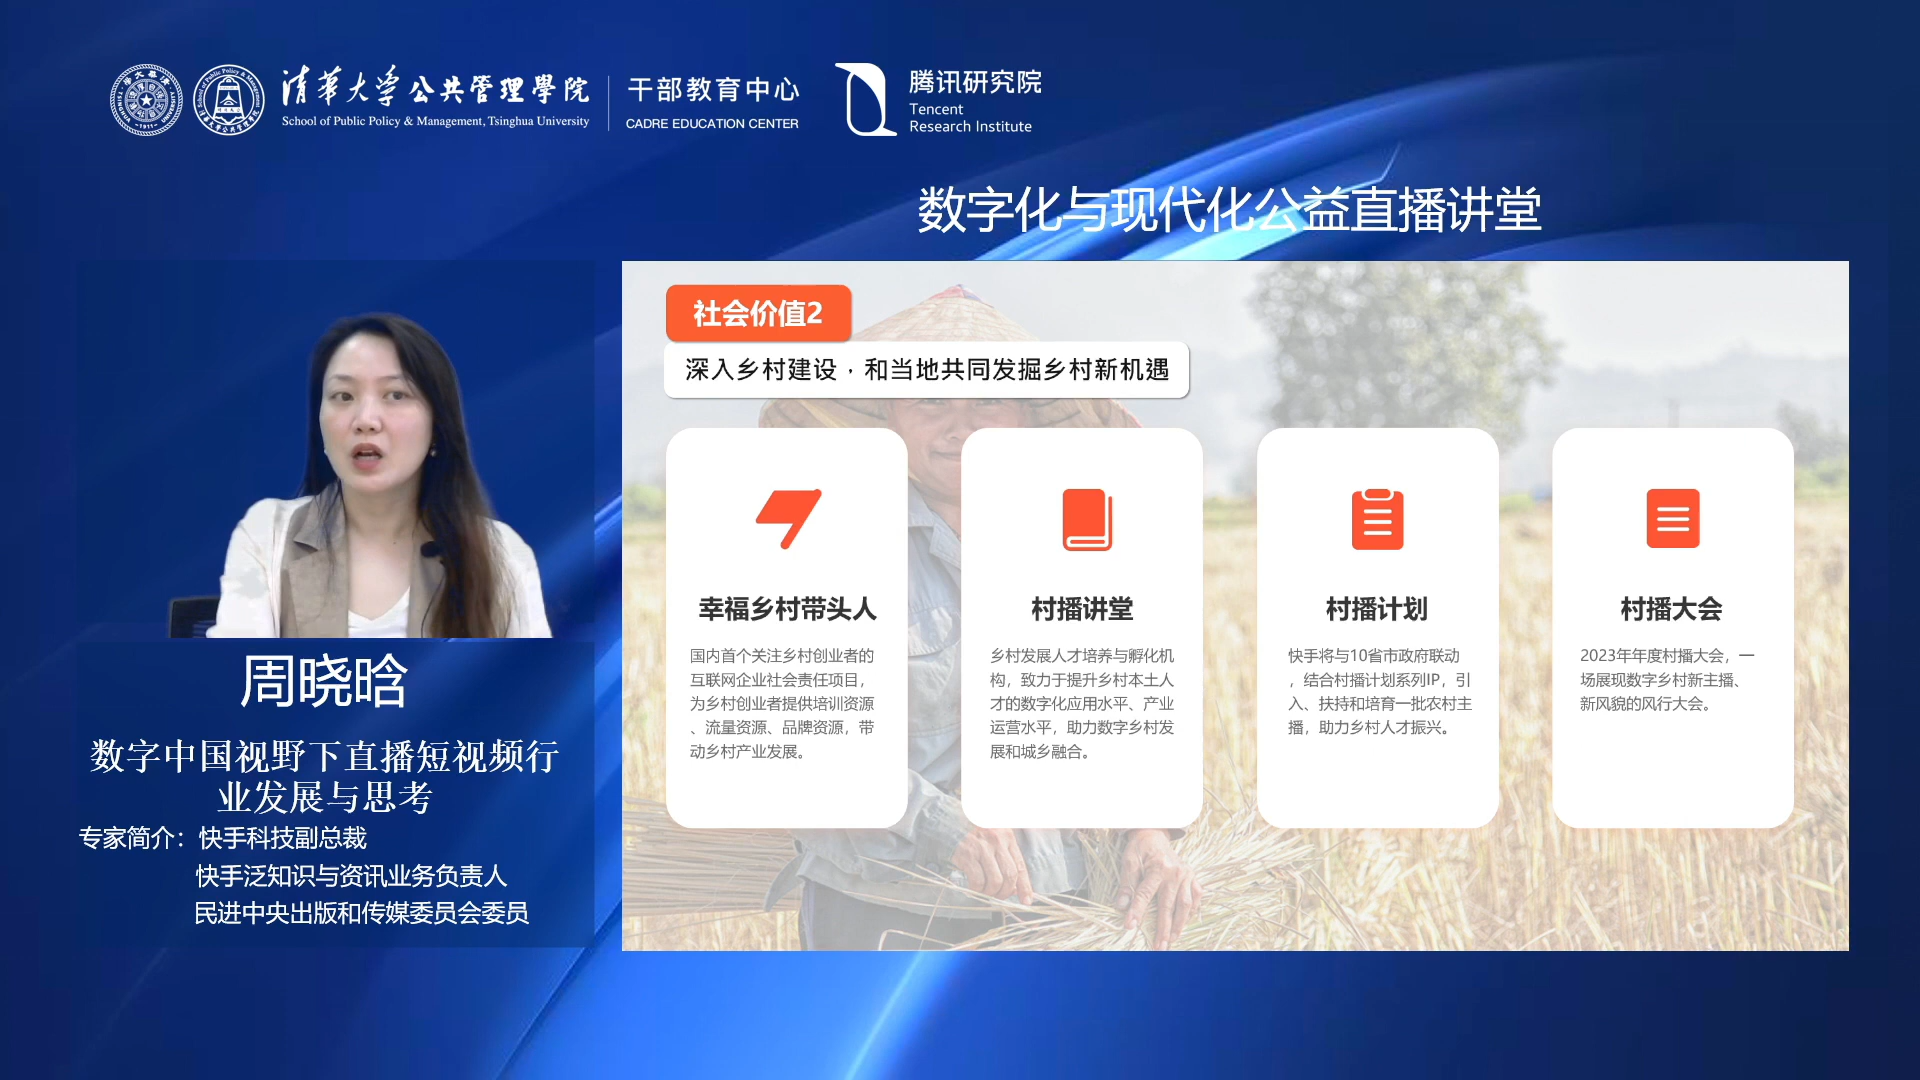 清華大学公共管理學院
School of Public Policy & Management, Tsinghua University
干部教育中心
CADRE EDUCATION CENTER
腾讯研究院
Tencent
Research Institute
数字化与现代化公益直播讲堂
周晓晗
数字中国视野下直播短视频行
业发展与思考
专家简介：快手科技副总裁
快手泛知识与资讯业务负责人
民进中央出版和传媒委员会委员
社会价值2
深入乡村建设，和当地共同发掘乡村新机遇
幸福乡村带头人
国内首个关注乡村创业者的
互联网企业社会责任项目，
为乡村创业者提供培训资源
、流量资源、品牌资源，带
动乡村产业发展。
村播讲堂
乡村发展人才培养与孵化机
构，致力于提升乡村本土人
才的数字化应用水平、产业
运营水平，助力数字乡村发
展和城乡融合。
村播计划
快手将与10省市政府联动
，结合村播计划系列IP，引
入、扶持和培育一批农村主
播，助力乡村人才振兴。
村播大会
2023年年度村播大会，一
场展现数字乡村新主播、
新风貌的风行大会。